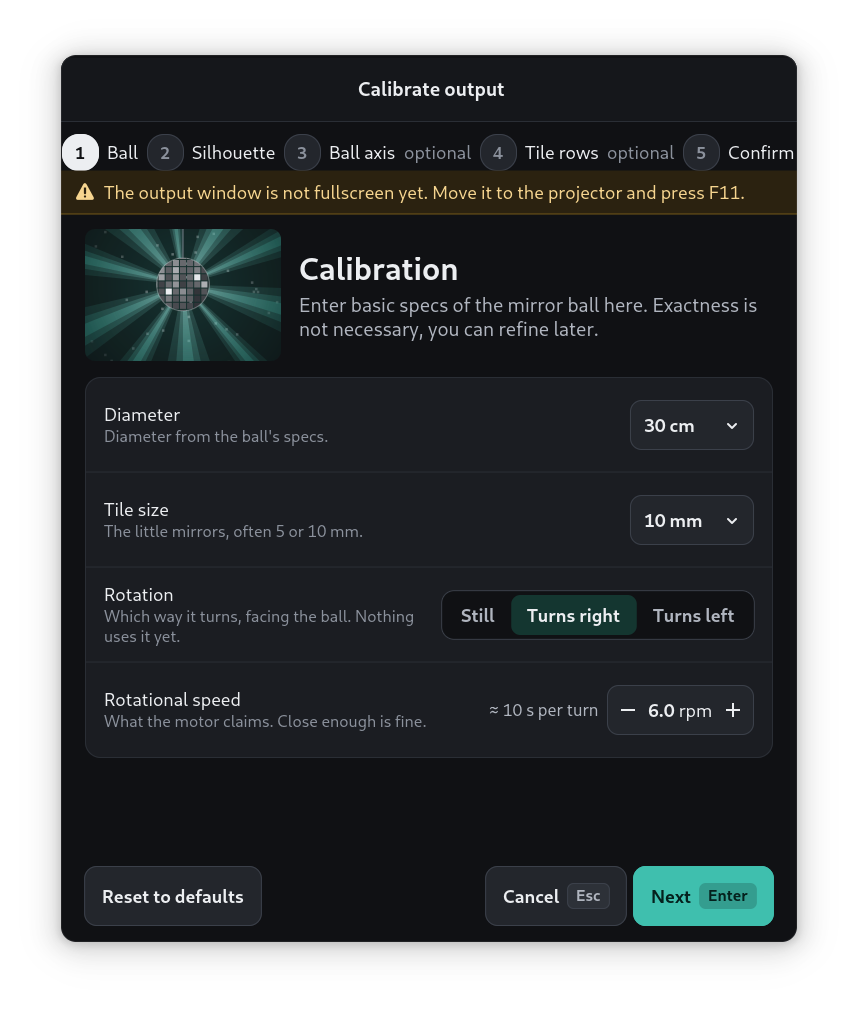 Calibrate output
1 Ball 2 Silhouette 3 Ball axis optional 4 Tile rows optional 5 Confirm
The output window is not fullscreen yet. Move it to the projector and press F11.
Calibration
Enter basic specs of the mirror ball here. Exactness is
not necessary, you can refine later.
Diameter
Diameter from the ball's specs.
30 cm
Tile size
The little mirrors, often 5 or 10 mm.
10 mm
Rotation
Which way it turns, facing the ball. Nothing
uses it yet.
Still Turns right Turns left
Rotational speed
What the motor claims. Close enough is fine.
≈ 10 s per turn − 6.0 rpm +
Reset to defaults Cancel Esc Next Enter